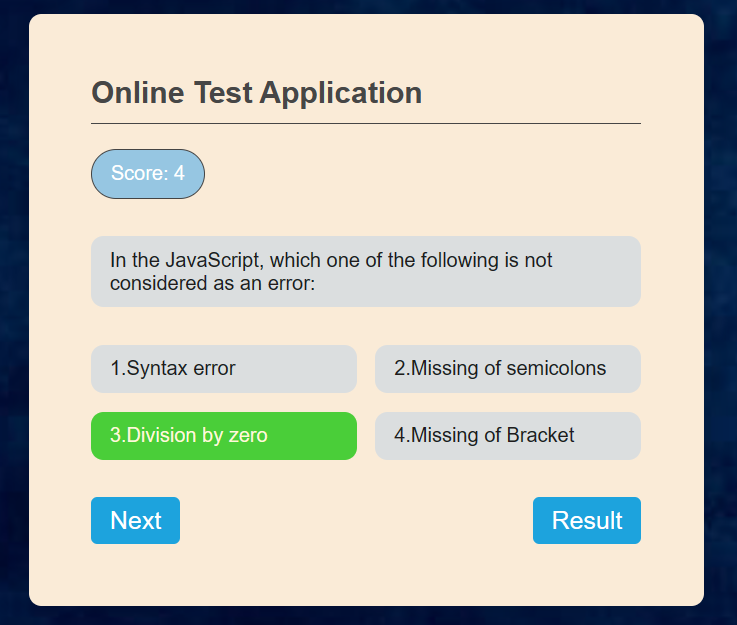 Online Test Application
Score: 4
In the JavaScript, which one of the following is not
considered as an error:
1.Syntax error
2.Missing of semicolons
3.Division by zero
4.Missing of Bracket
Next
Result